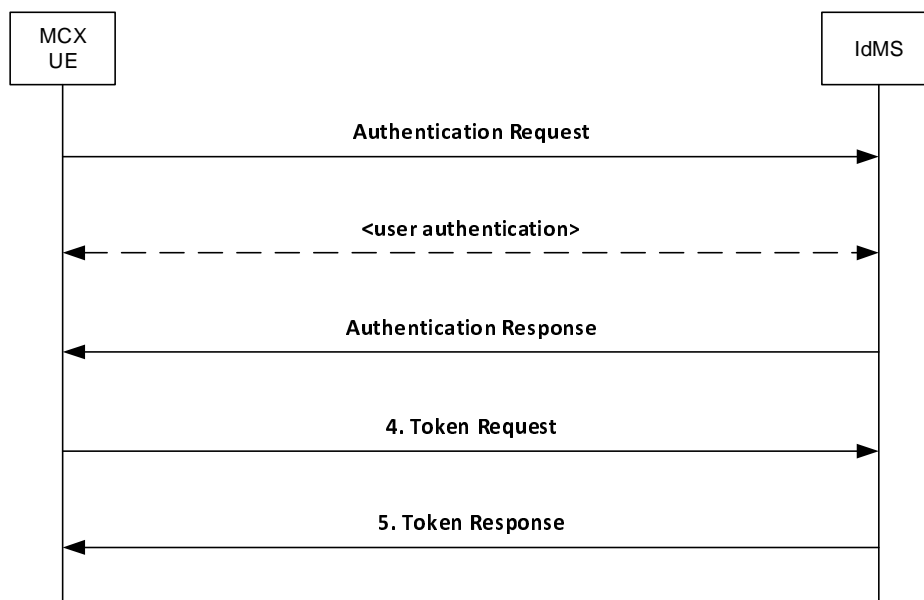 MCX
UE
IdMS
Authentication Request
<user authentication>
Authentication Response
4. Token Request
5. Token Response